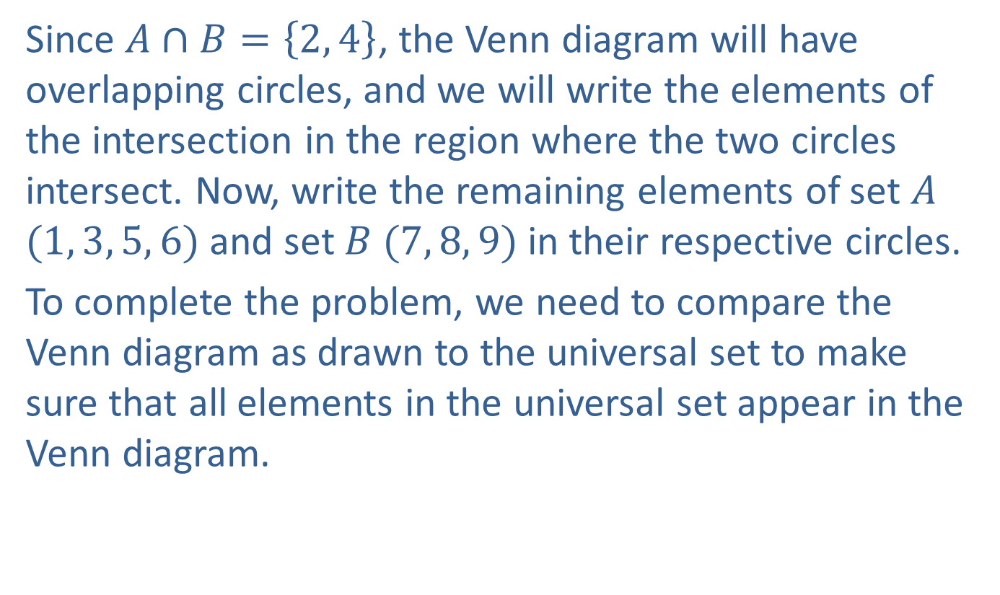 Since A ∩ B = {2, 4}, the Venn diagram will have
overlapping circles, and we will write the elements of
the intersection in the region where the two circles
intersect. Now, write the remaining elements of set A
(1, 3, 5, 6) and set B (7, 8, 9) in their respective circles.
To complete the problem, we need to compare the
Venn diagram as drawn to the universal set to make
sure that all elements in the universal set appear in the
Venn diagram.